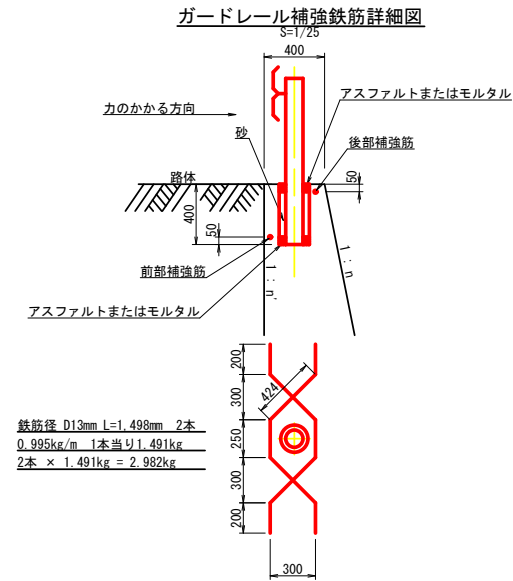 ガードレール補強鉄筋詳細図
S=1/25
400
アスファルトまたはモルタル
力のかかる方向
砂
後部補強筋
路体
50
400
50
前部補強筋
1:n'
1:n
アスファルトまたはモルタル
200
424
300
鉄筋径 D13mm L=1,498mm 2本
0.995kg/m 1本当り1.491kg
2本 × 1.491kg = 2.982kg
250
300
200
300